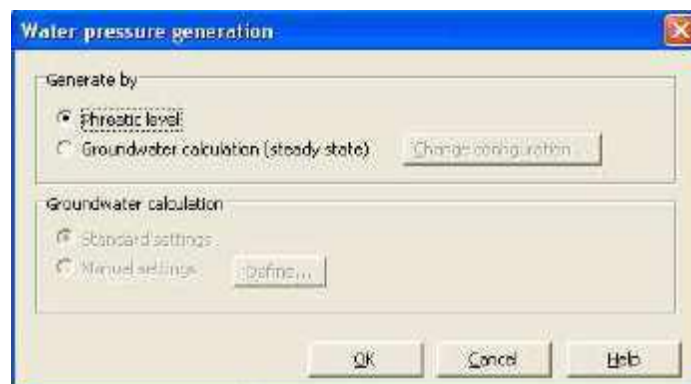 Water pressure generation
Generate by
Phreatic level
Groundwater calculation (steady state) Change configuration...
Groundwater calculation
Standard settings
Manual settings Define...
OK Cancel Help